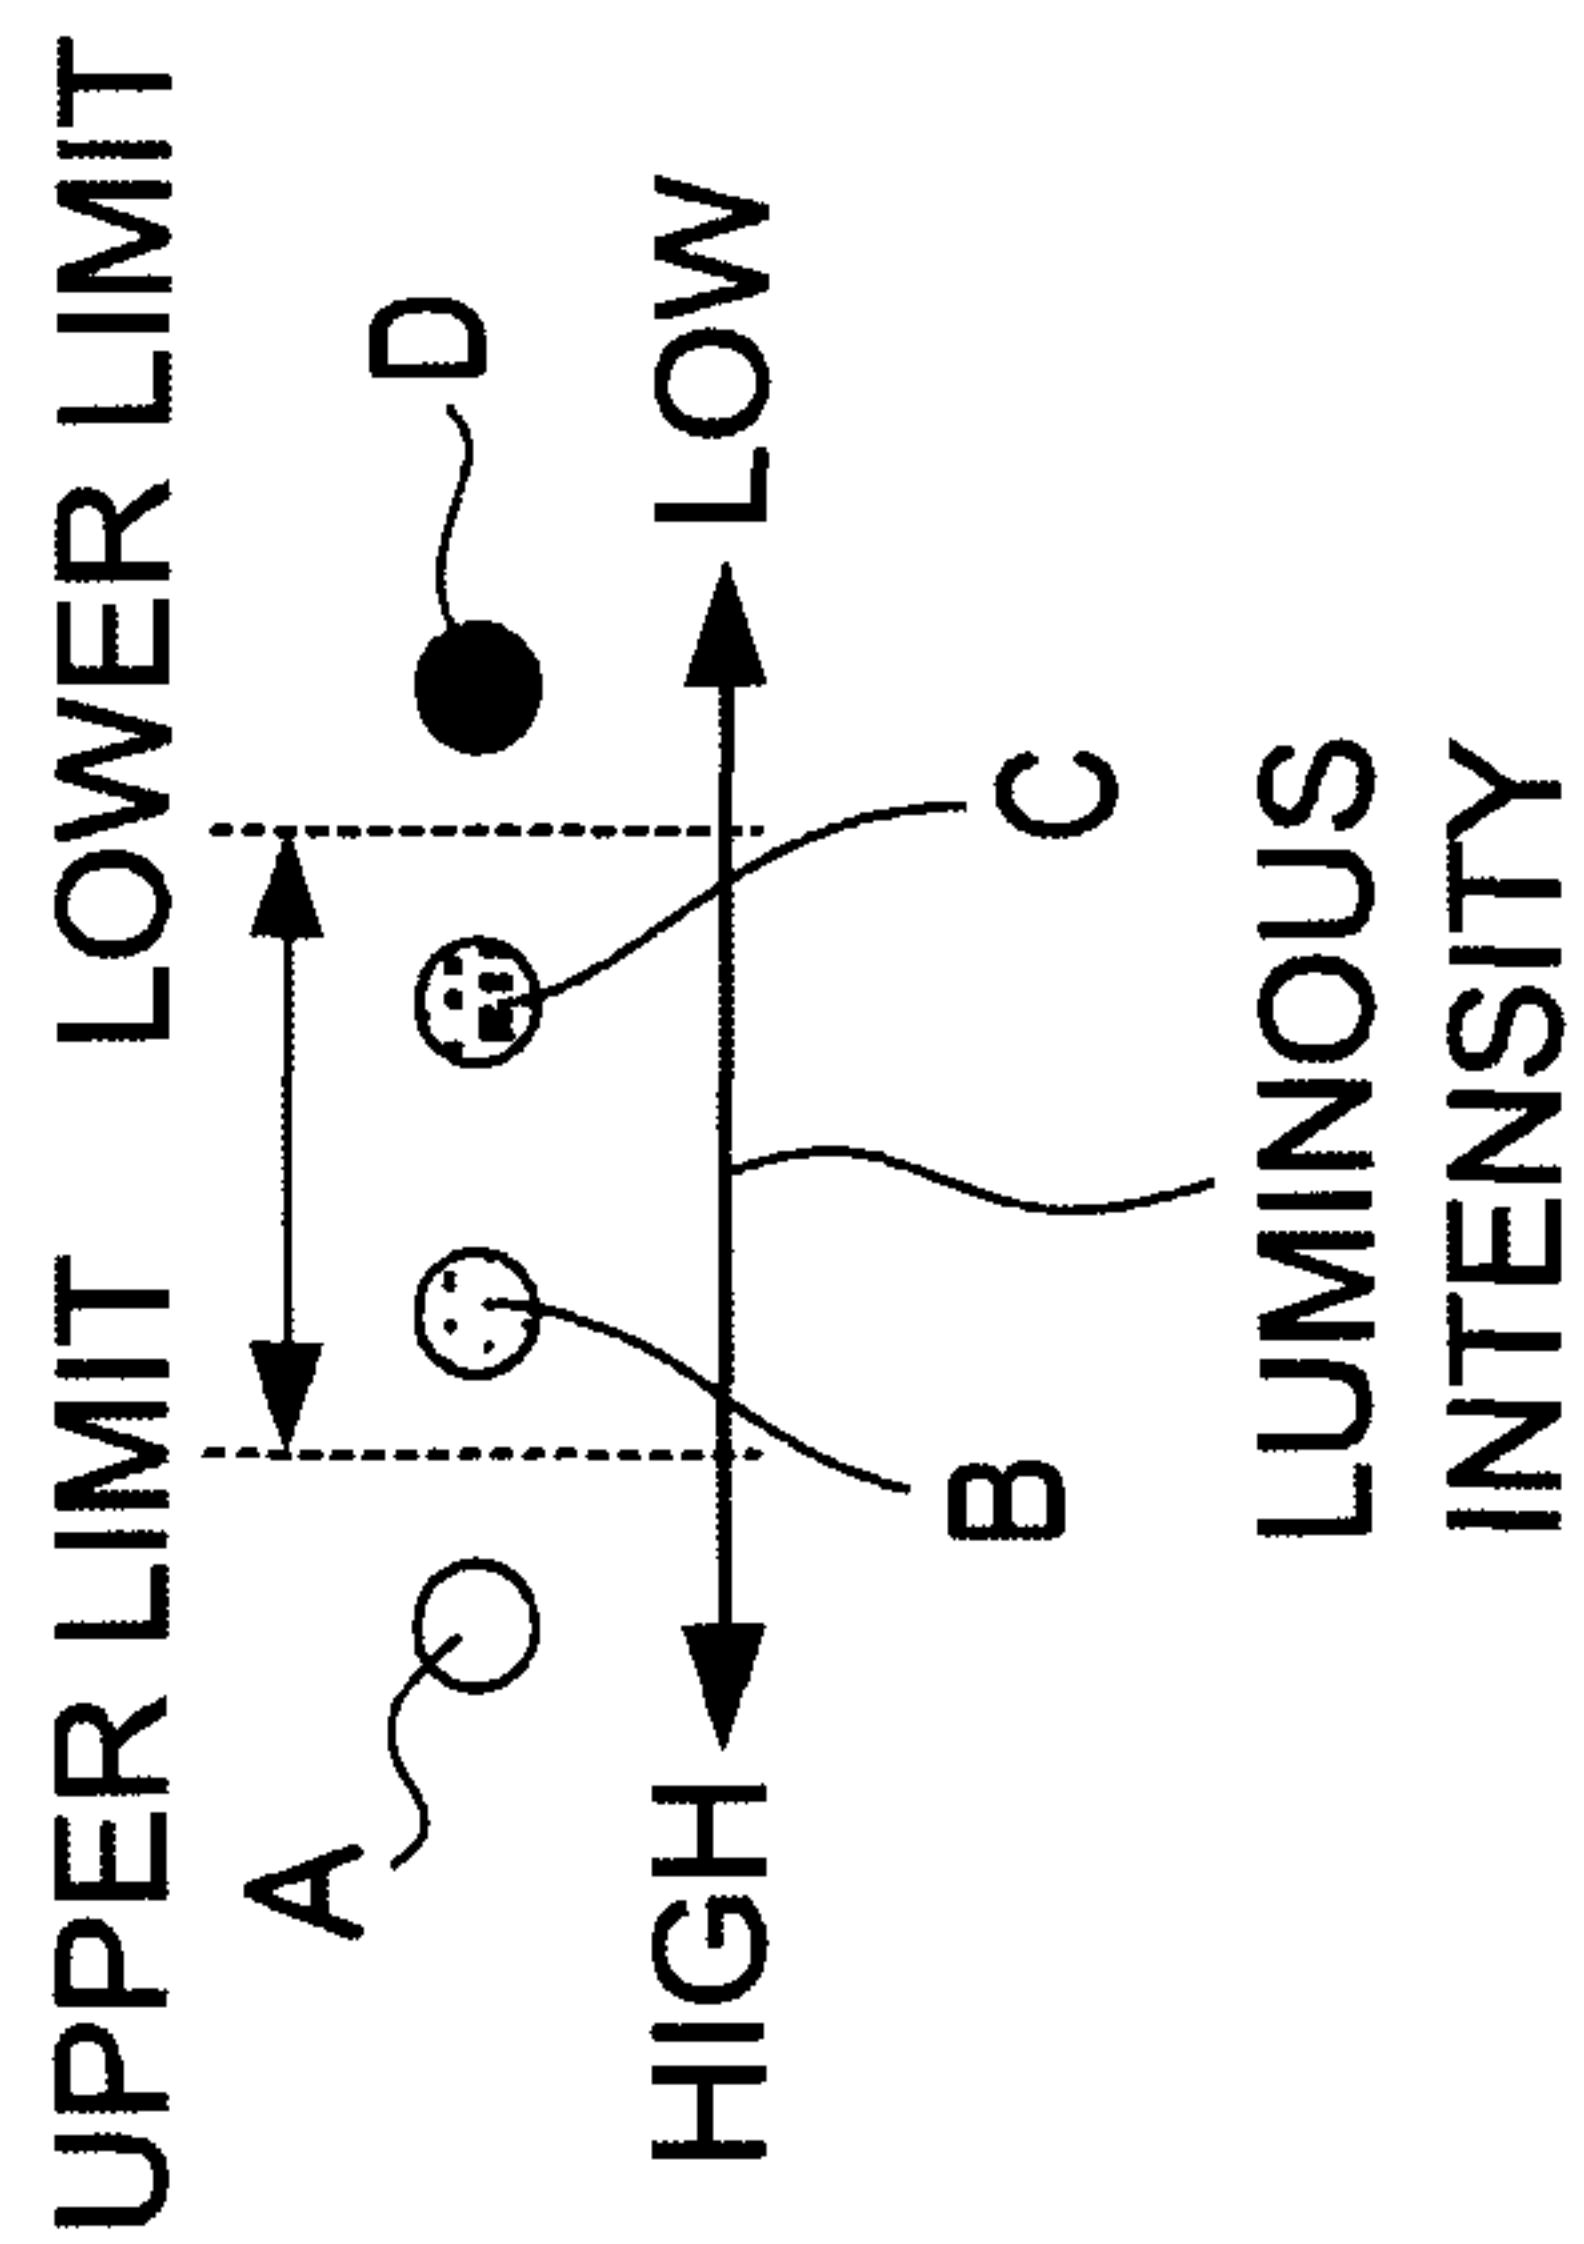 UPPER LIMIT LOWER LIMIT
A
D
HIGH
LOW
B
C
LUMINOUS
INTENSITY